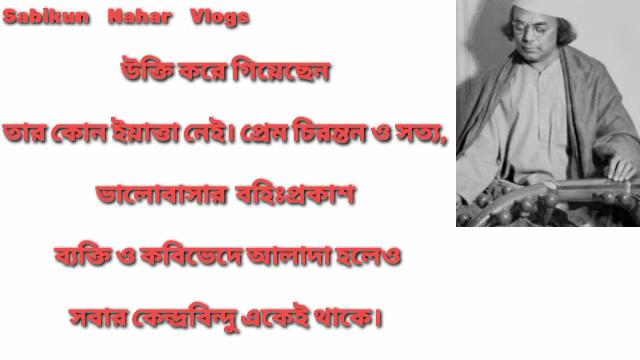 Sabikun Nahar Vlogs
উক্তি করে গিয়েছেন
তার কোন ইয়াত্তা নেই। প্রেম চিরন্তন ও সত্য,
ভালোবাসার বহিঃপ্রকাশ
ব্যক্তি ও কবিভেদে আলাদা হলেও
সবার কেন্দ্রবিন্দু একেই থাকে।